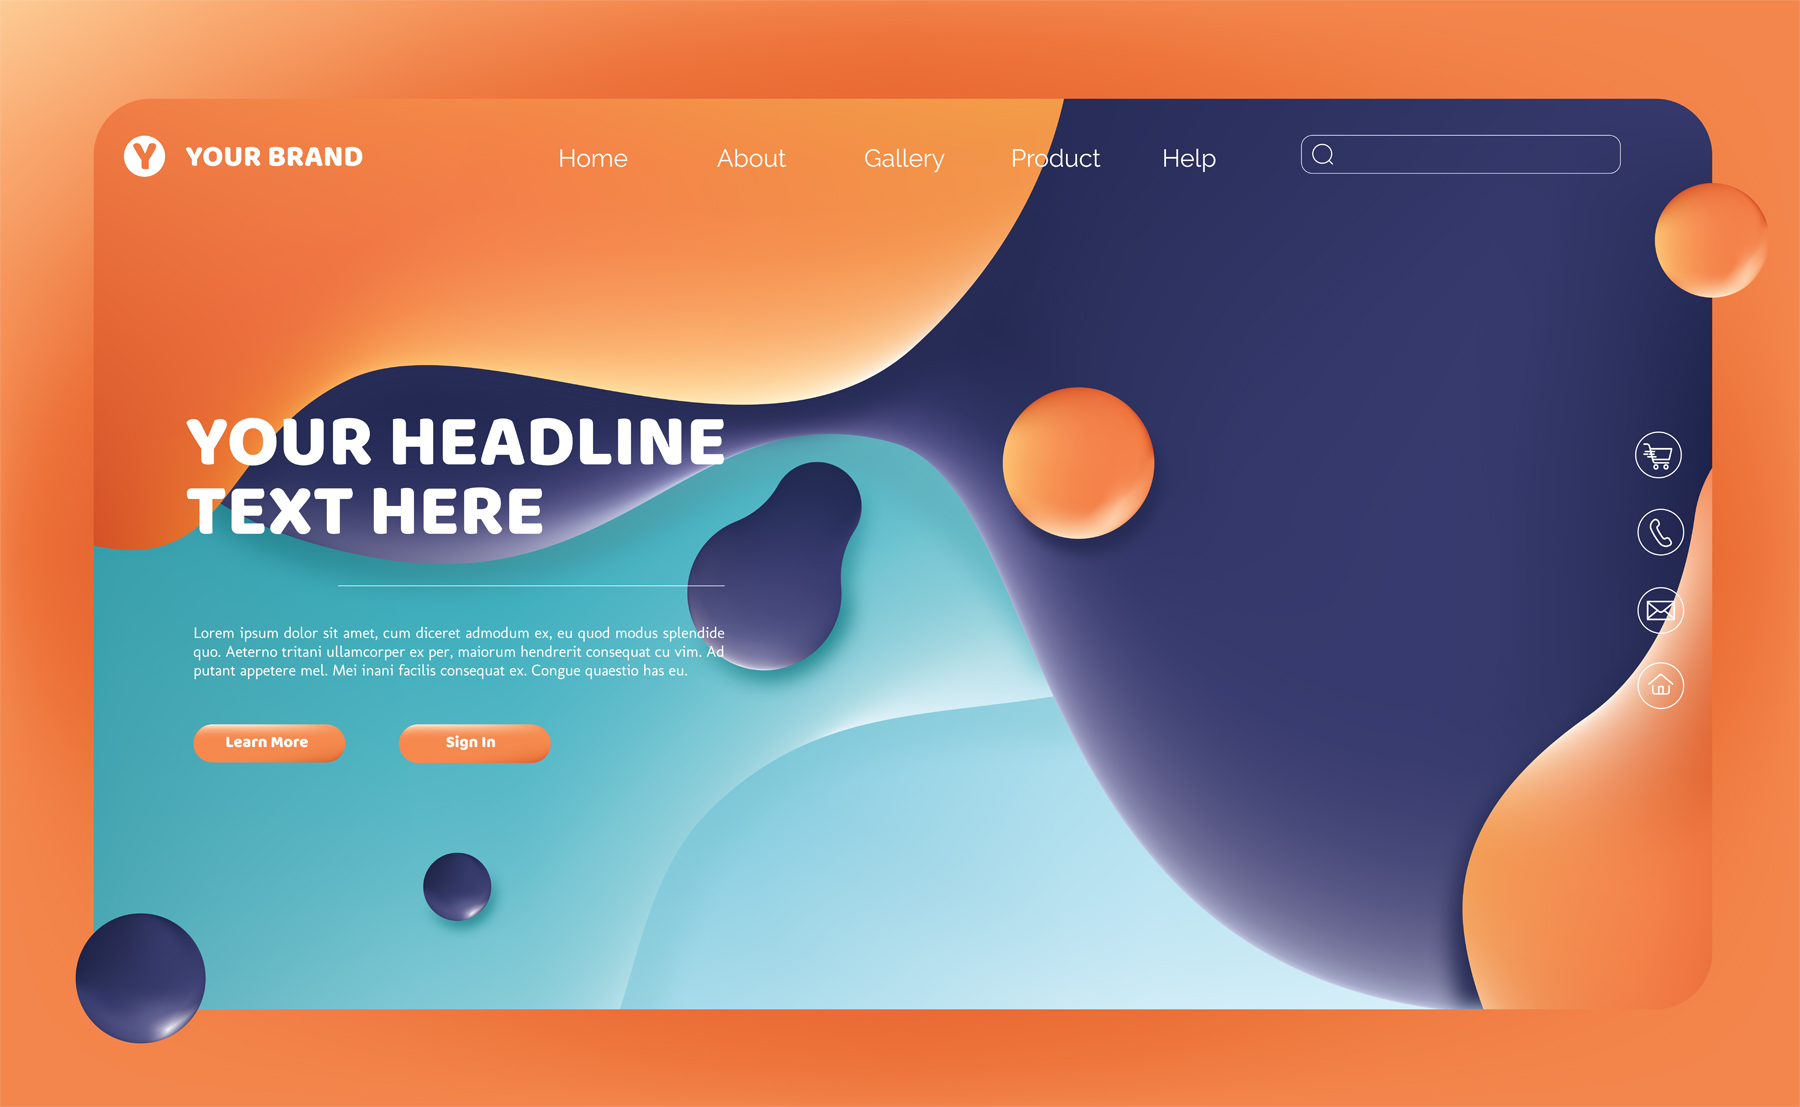 Y YOUR BRAND
Home About Gallery Product Help
YOUR HEADLINE
TEXT HERE
Lorem ipsum dolor sit amet, cum diceret admodum ex, eu quod modus splendide
quo. Aeterno tritani ullamcorper ex per, maiorum hendrerit consequat cu vim. Ad
putant appetere mel. Mei inani facilis consequat ex. Congue quaestio has eu.
Learn More Sign In